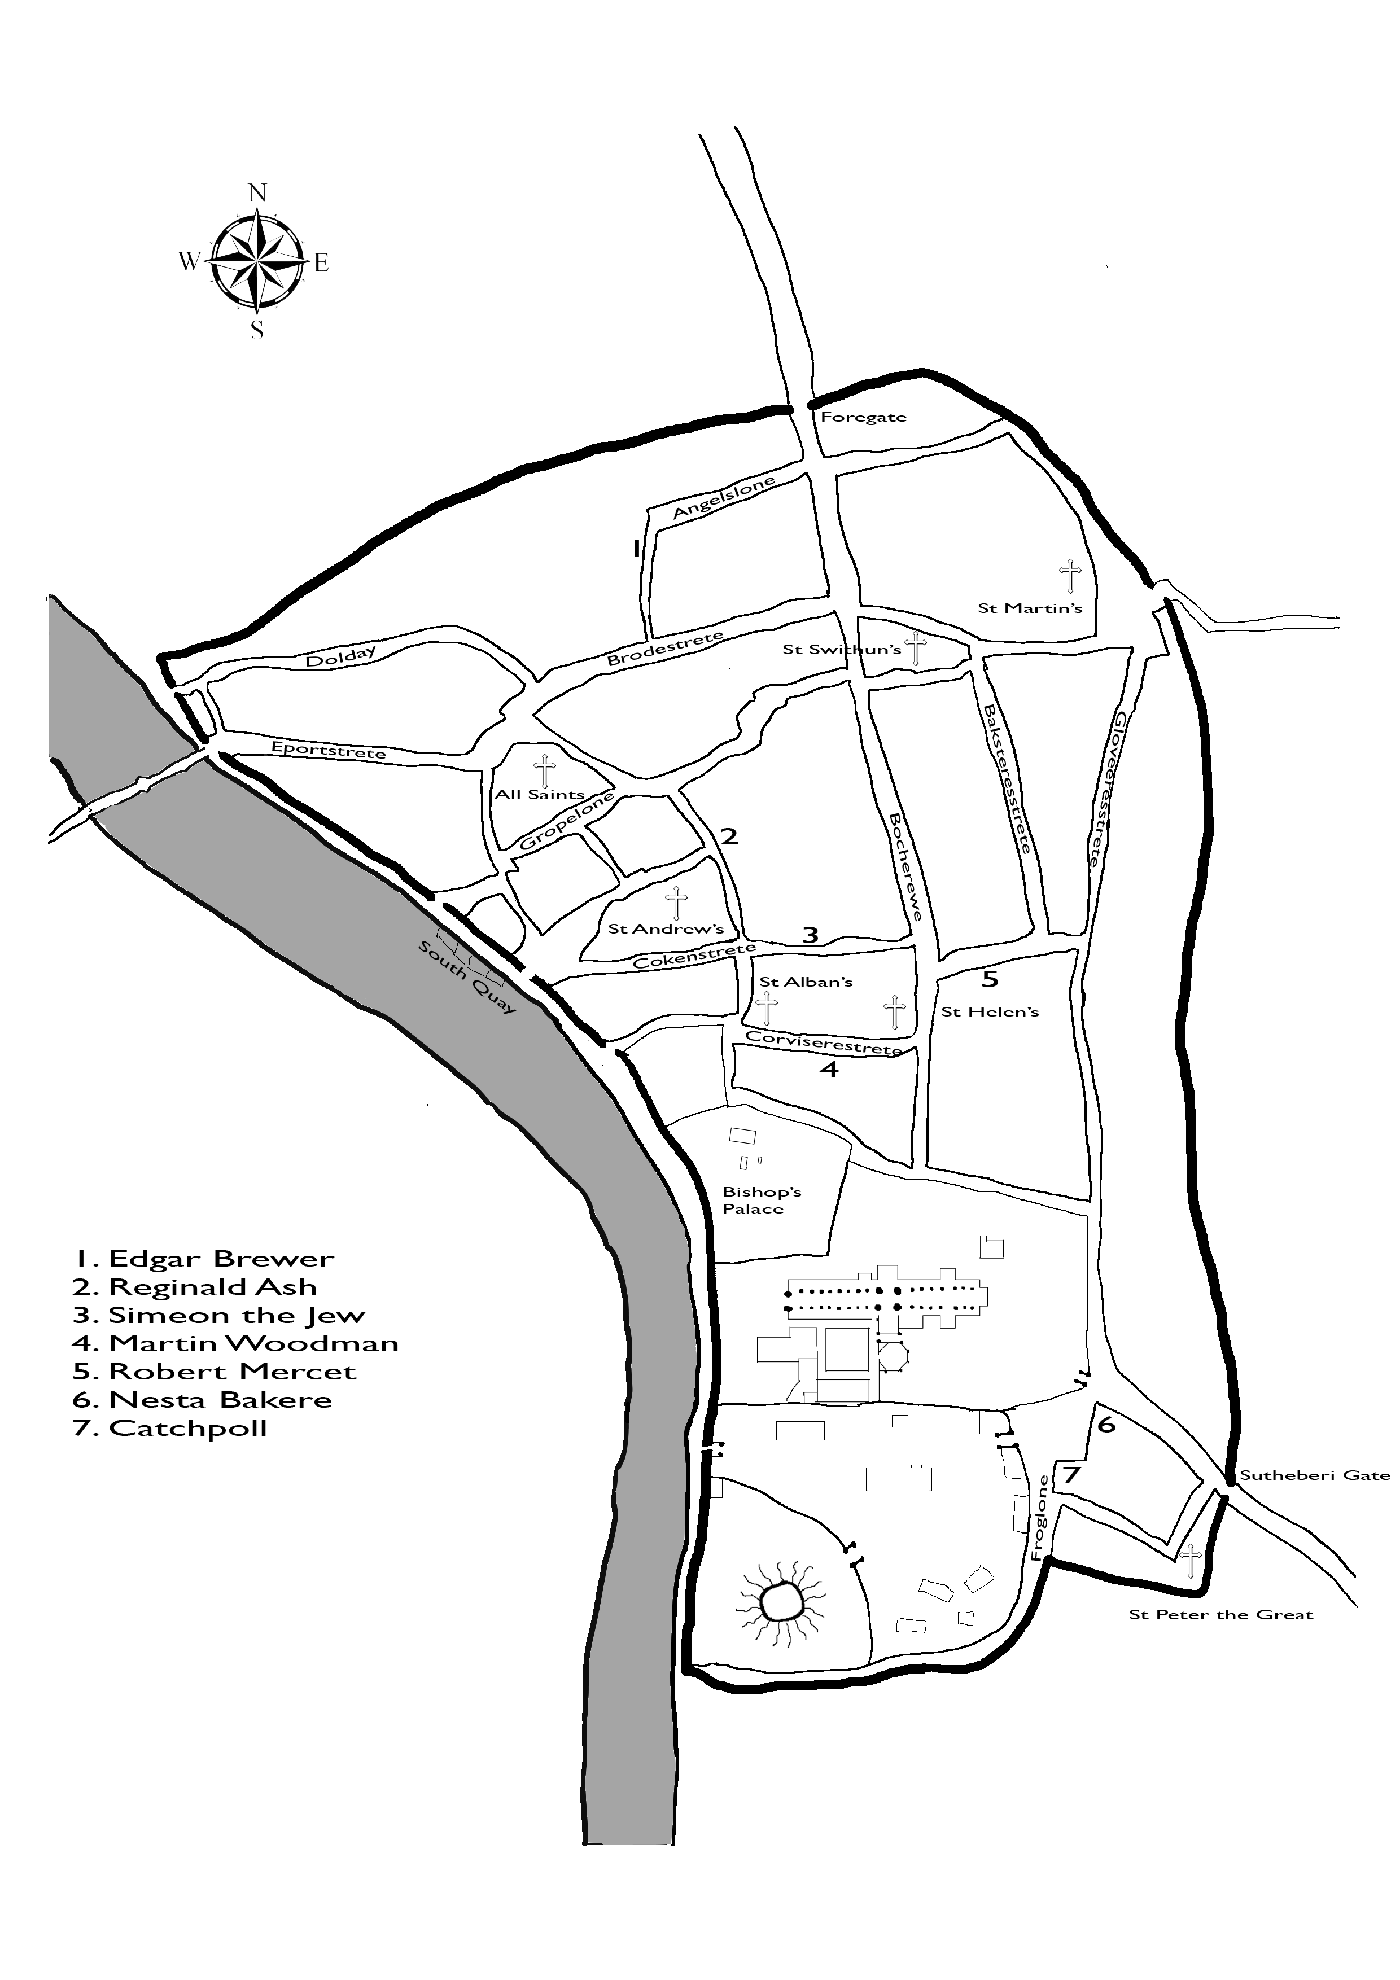 N
W E
S
Foregate
Angelslone
1
St Martin's
Dolday
Brodestrete
St Swithun's
Eportstrete
Baksteresstrete
Gloveeresstrete
All Saints
Gropelone
2
Bocherewe
St Andrew's
3
Cokenstrete
South Quay
St Alban's
5
St Helen's
Corviserestrete
4
Bishop's
Palace
1. Edgar Brewer
2. Reginald Ash
3. Simeon the Jew
4. Martin Woodman
5. Robert Mercet
6. Nesta Bakere
7. Catchpoll
6
7
Sutheberi Gate
Froglone
St Peter the Great